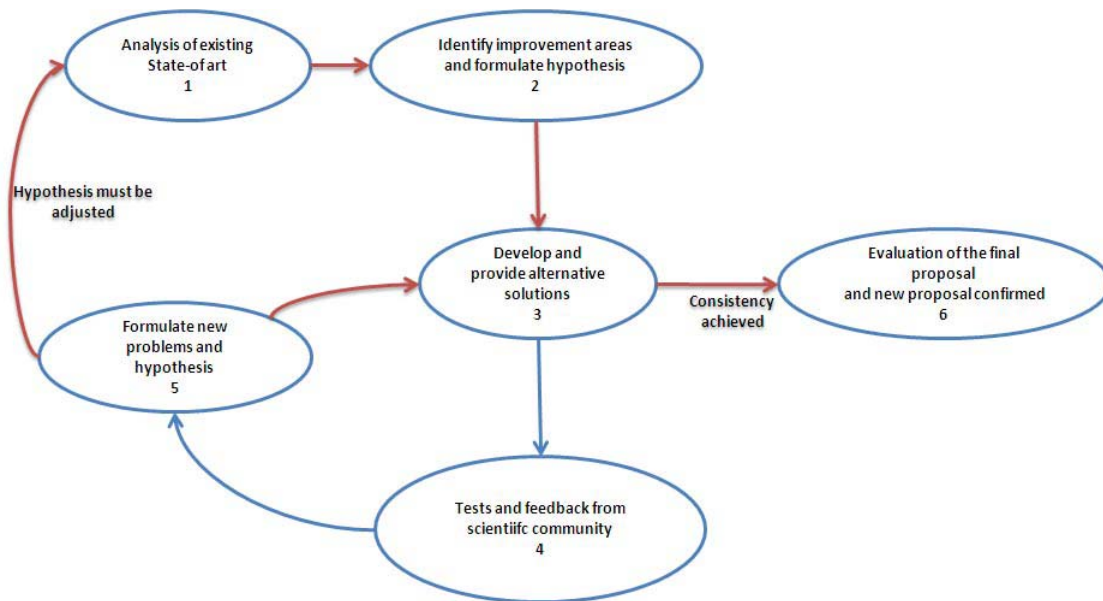 Analysis of existing
State-of art
1
Identify improvement areas
and formulate hypothesis
2
Hypothesis must be
adjusted
Develop and
provide alternative
solutions
3
Consistency
achieved
Evaluation of the final
proposal
and new proposal confirmed
6
Formulate new
problems and
hypothesis
5
Tests and feedback from
scientiifc community
4